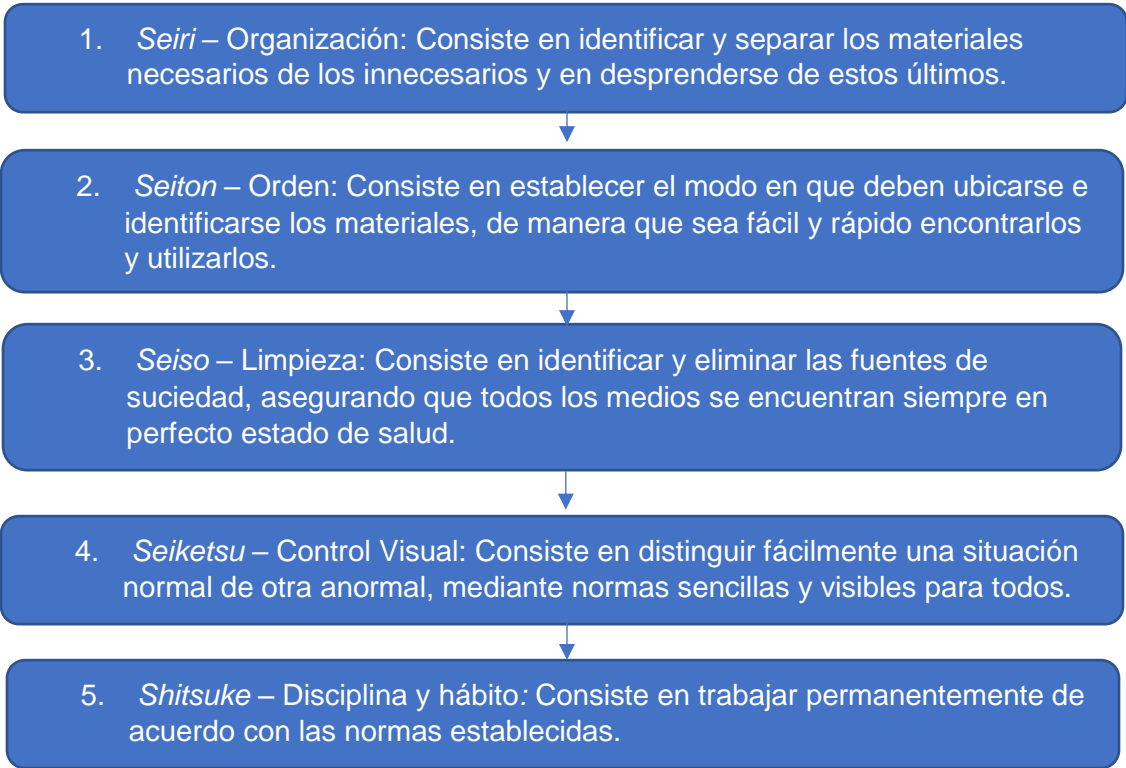 1. Seiri – Organización: Consiste en identificar y separar los materiales
necesarios de los innecesarios y en desprenderse de estos últimos.
2. Seiton – Orden: Consiste en establecer el modo en que deben ubicarse e
identificarse los materiales, de manera que sea fácil y rápido encontrarlos
y utilizarlos.
3. Seiso – Limpieza: Consiste en identificar y eliminar las fuentes de
suciedad, asegurando que todos los medios se encuentran siempre en
perfecto estado de salud.
4. Seiketsu – Control Visual: Consiste en distinguir fácilmente una situación
normal de otra anormal, mediante normas sencillas y visibles para todos.
5. Shitsuke – Disciplina y hábito: Consiste en trabajar permanentemente de
acuerdo con las normas establecidas.